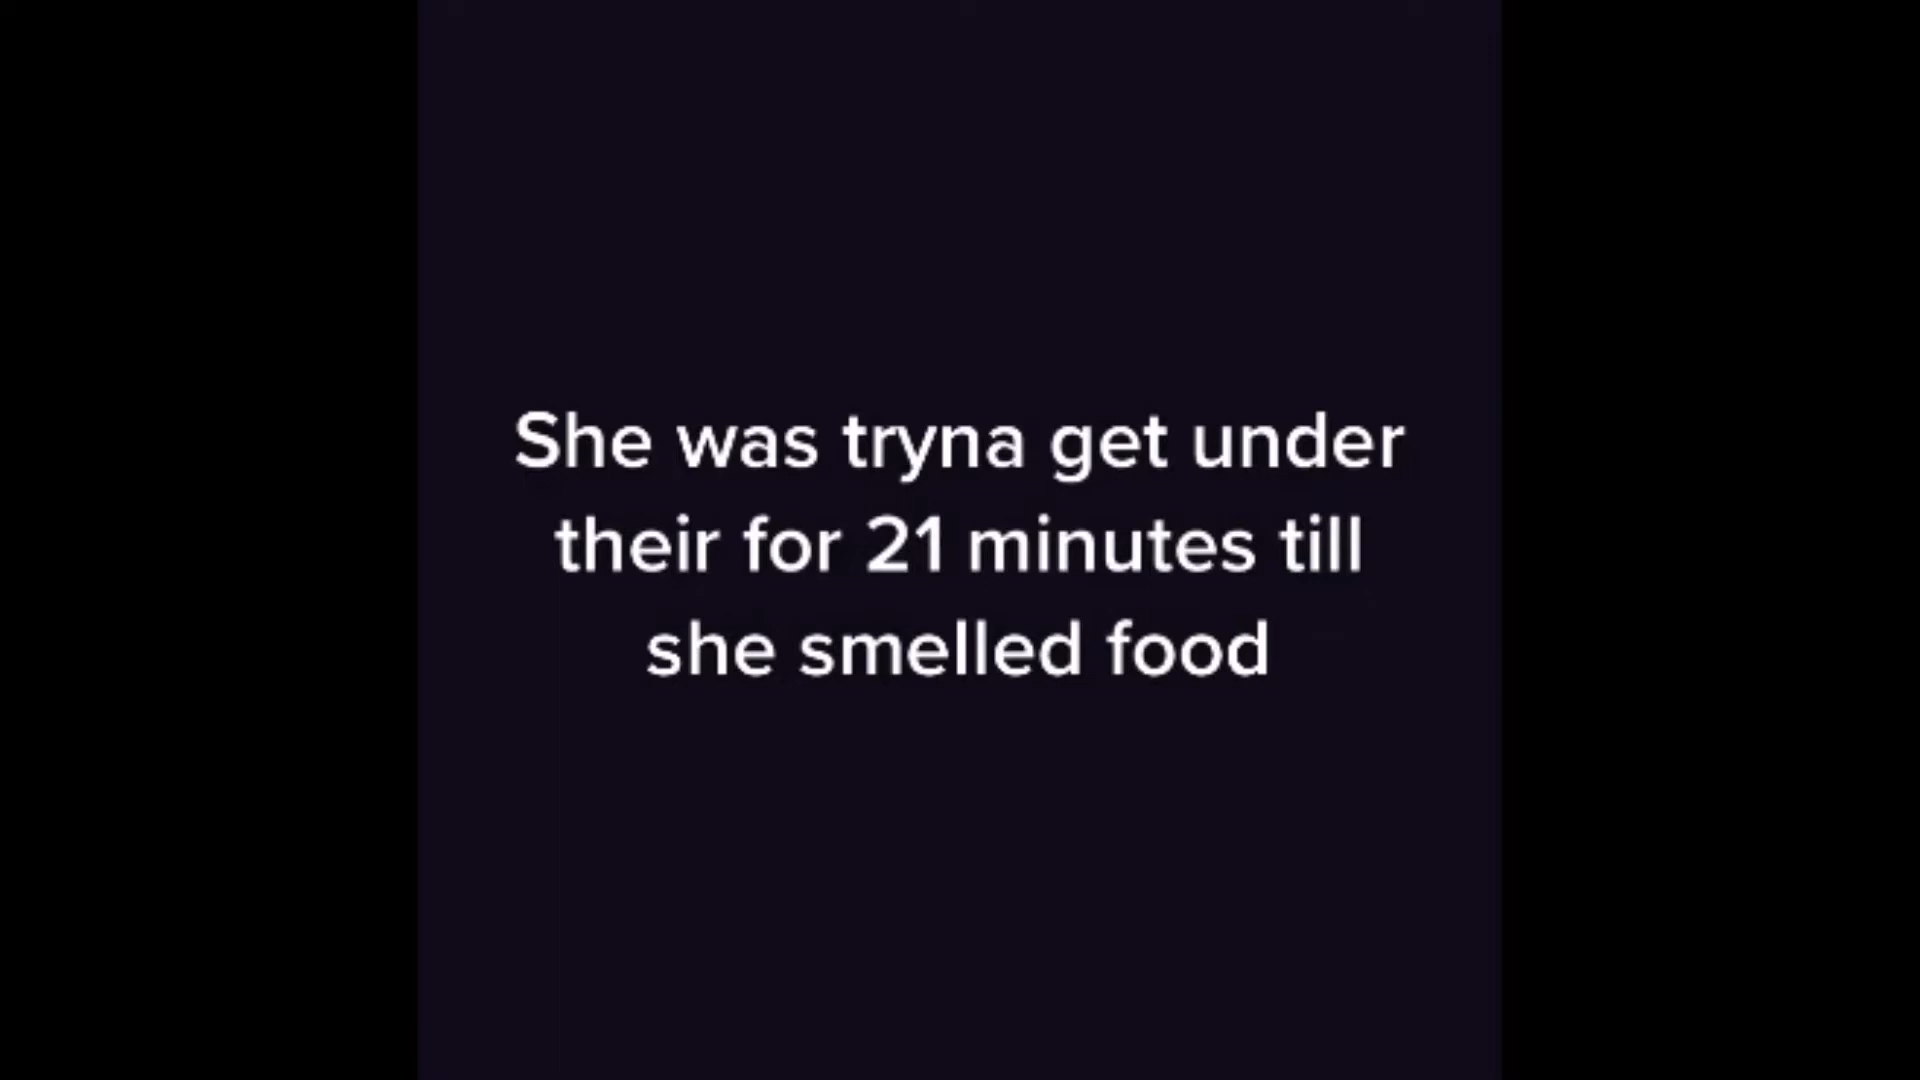 She was tryna get under
their for 21 minutes till
she smelled food